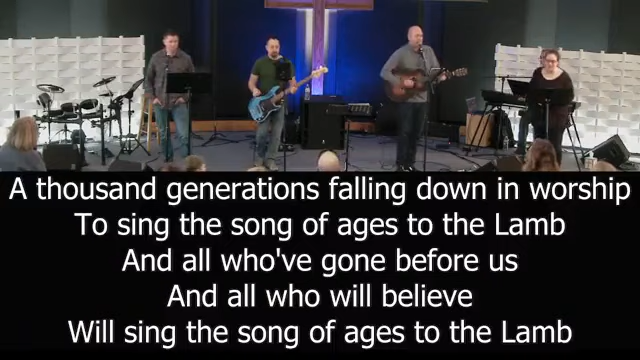 A thousand generations falling down in worship
To sing the song of ages to the Lamb
And all who've gone before us
And all who will believe
Will sing the song of ages to the Lamb